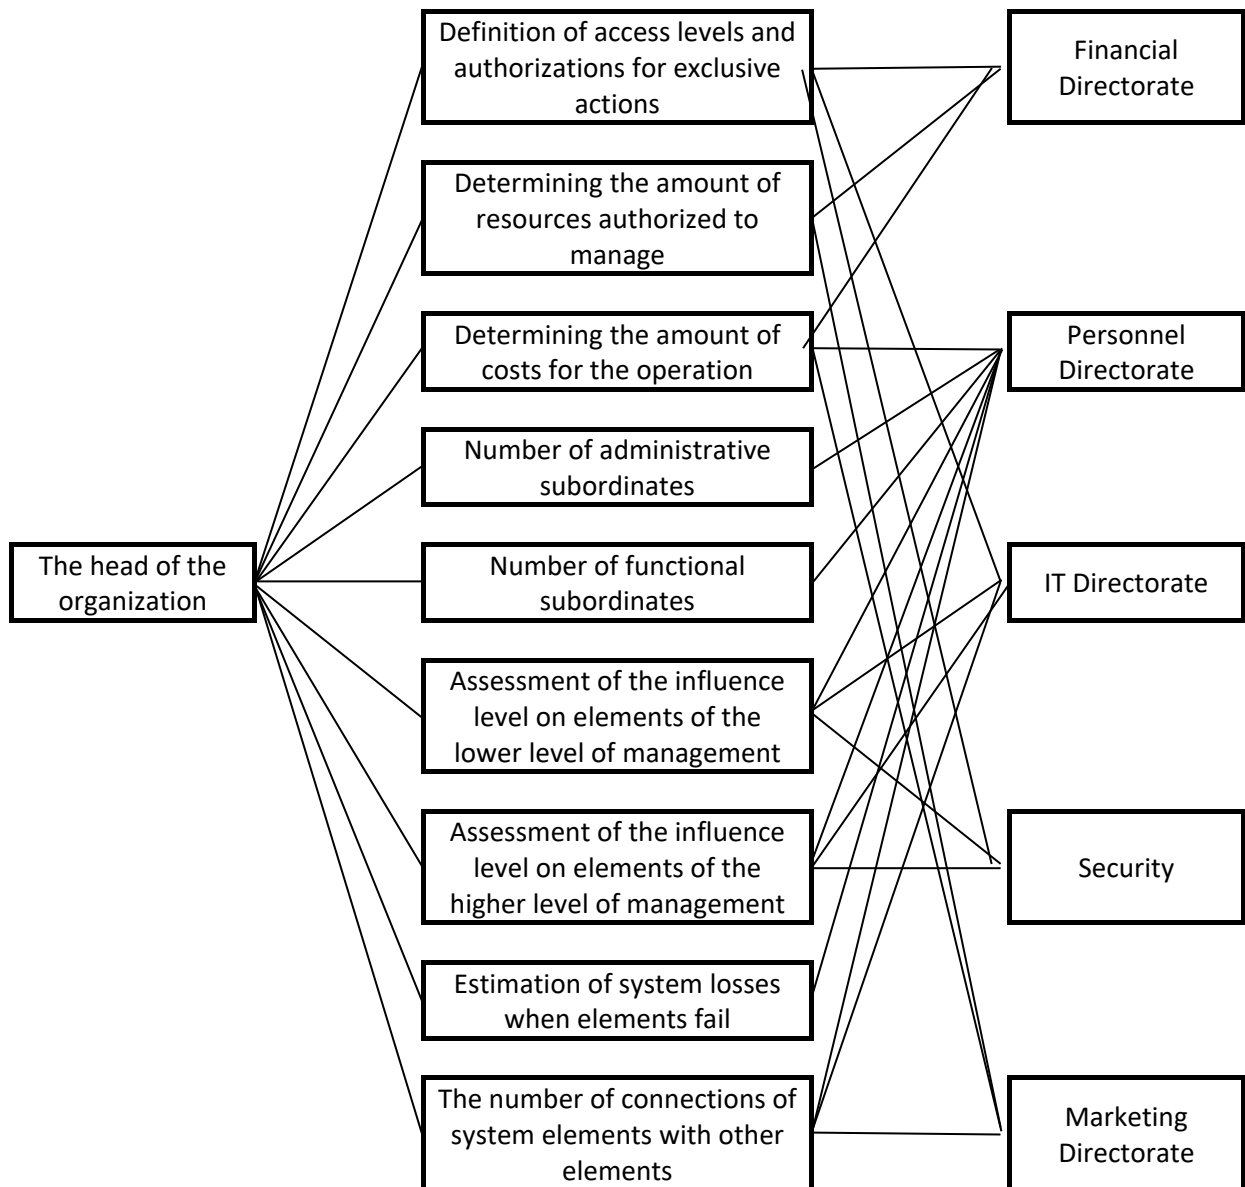 Definition of access levels and
authorizations for exclusive
actions
Financial
Directorate
Determining the amount of
resources authorized to
manage
Determining the amount of
costs for the operation
Personnel
Directorate
Number of administrative
subordinates
The head of the
organization
Number of functional
subordinates
IT Directorate
Assessment of the influence
level on elements of the
lower level of management
Assessment of the influence
level on elements of the
higher level of management
Security
Estimation of system losses
when elements fail
The number of connections of
system elements with other
elements
Marketing
Directorate